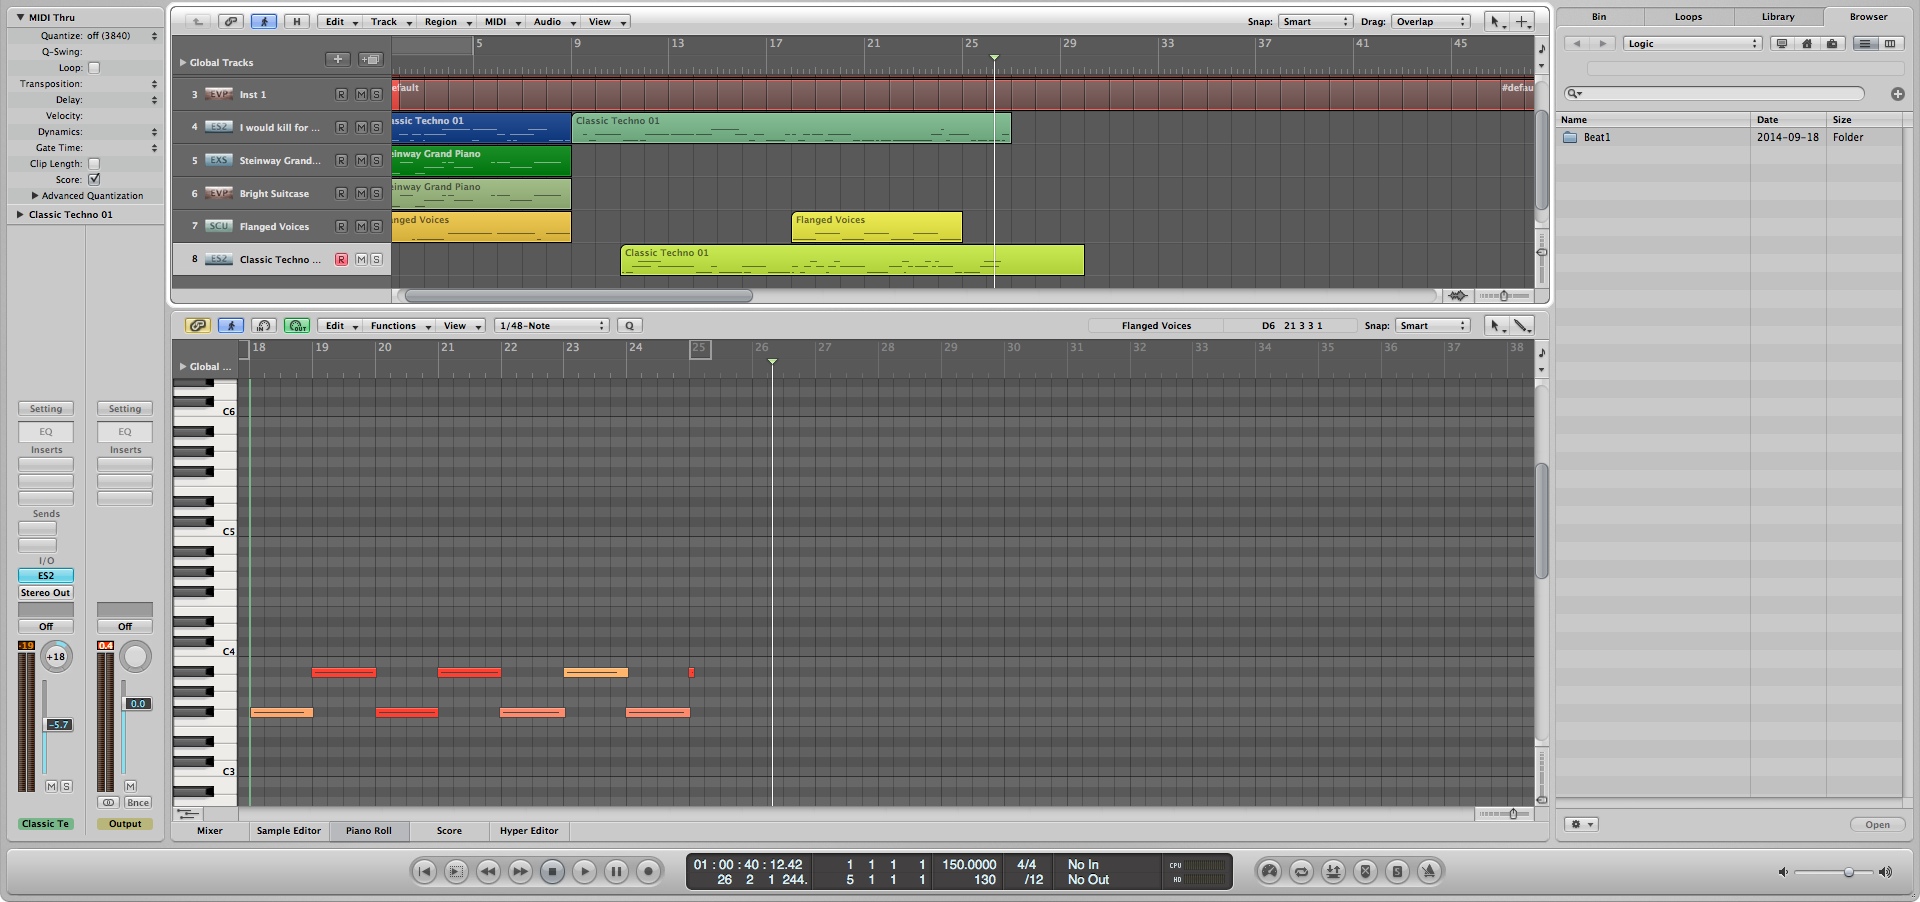 MIDI Thru
Quantize: off (3840)
Q-Swing:
Loop:
Transposition:
Delay:
Velocity:
Dynamics:
Gate Time:
Clip Length:
Score:
Advanced Quantization
Classic Techno 01
Setting Setting
EQ EQ
Inserts Inserts
Sends
I/O
ES2
Stereo Out
Off Off
-19 0.4
+18
-5.7 0.0
M S M
Bnce
Classic Te Output
H Edit Track Region MIDI Audio View Snap: Smart Drag: Overlap
5 9 13 17 21 25 29 33 37 41 45
Global Tracks
3 EVP Inst 1 R M S efault #defau
4 ES2 I would kill for ... R M S ssic Techno 01 Classic Techno 01
5 EXS Steinway Grand... R M S einway Grand Piano
6 EVP Bright Suitcase R M S einway Grand Piano
7 SCU Flanged Voices R M S nged Voices Flanged Voices
8 ES2 Classic Techno ... R M S Classic Techno 01
IN OUT Edit Functions View 1/48-Note Q Flanged Voices D6 21 3 3 1 Snap: Smart
18 19 20 21 22 23 24 25 26 27 28 29 30 31 32 33 34 35 36 37 38
Global ...
C6
C5
C4
C3
Mixer Sample Editor Piano Roll Score Hyper Editor
01 : 00 : 40 : 12.42 1 1 1 1 150.0000 4/4 No In CPU
26 2 1 244. 5 1 1 1 130 /12 No Out HD
S
Bin Loops Library Browser
Logic
Name Date Size
Beat1 2014-09-18 Folder
Open